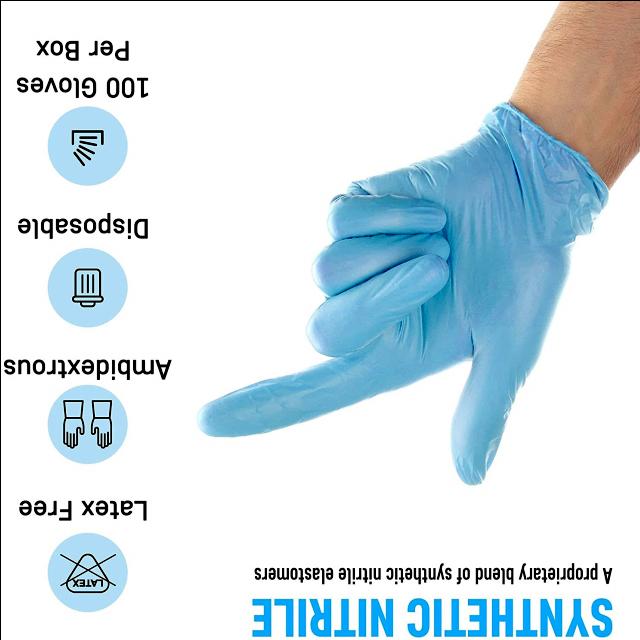 SYNTHETIC NITRILE
A proprietary blend of synthetic nitrile elastomers
LATEX
Latex Free
Ambidextrous
Disposable
100 Gloves
Per Box